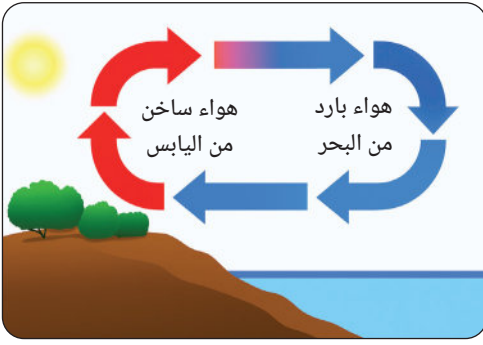 هواء بارد
من البحر
هواء ساخن
من اليابس